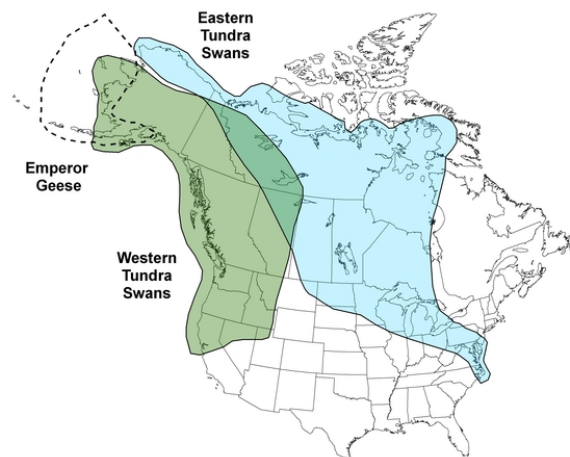 Eastern
Tundra
Swans
Emperor
Geese
Western
Tundra
Swans